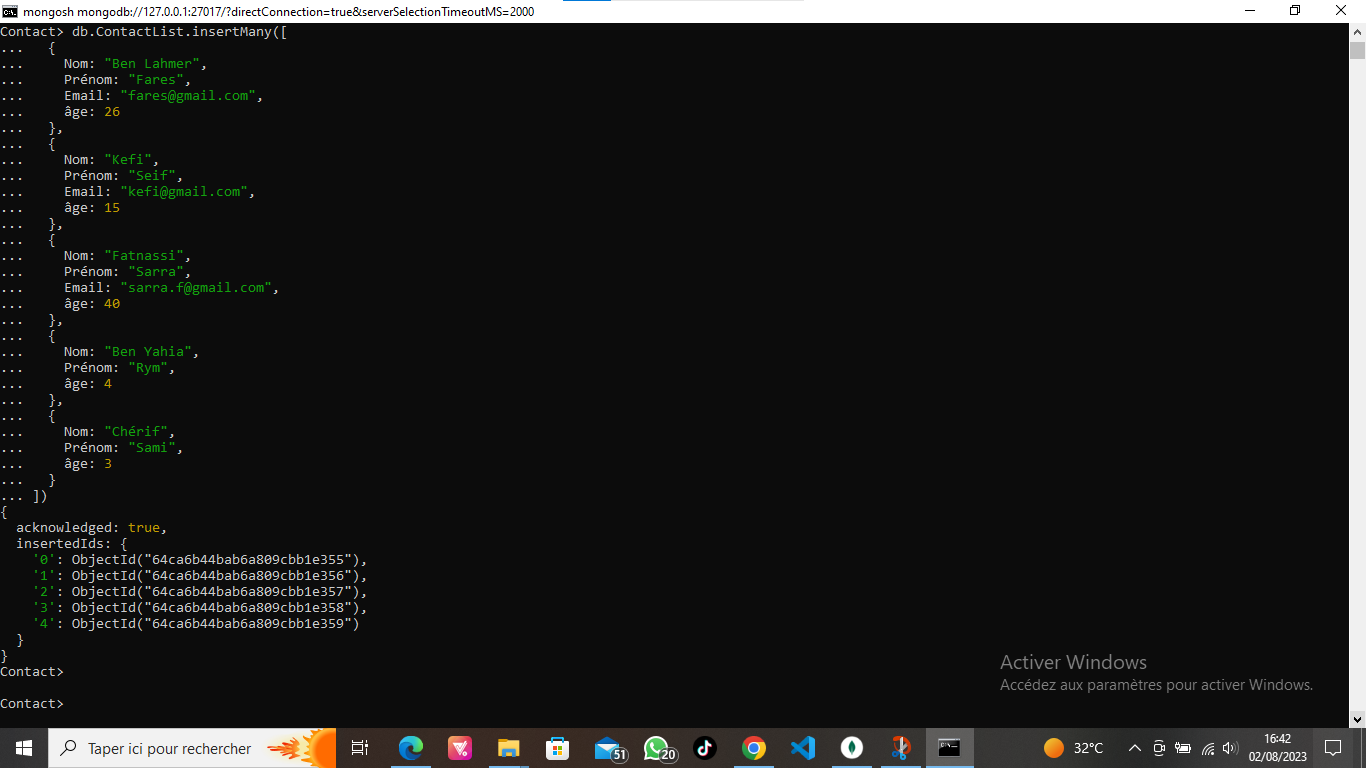 mongosh mongodb://127.0.0.1:27017/?directConnection=true&serverSelectionTimeoutMS=2000
Contact> db.ContactList.insertMany([
...   {
...     Nom: "Ben Lahmer",
...     Prénom: "Fares",
...     Email: "fares@gmail.com",
...     âge: 26
...   },
...   {
...     Nom: "Kefi",
...     Prénom: "Seif",
...     Email: "kefi@gmail.com",
...     âge: 15
...   },
...   {
...     Nom: "Fatnassi",
...     Prénom: "Sarra",
...     Email: "sarra.f@gmail.com",
...     âge: 40
...   },
...   {
...     Nom: "Ben Yahia",
...     Prénom: "Rym",
...     âge: 4
...   },
...   {
...     Nom: "Chérif",
...     Prénom: "Sami",
...     âge: 3
...   }
... ])
{
  acknowledged: true,
  insertedIds: {
    '0': ObjectId("64ca6b44bab6a809cbb1e355"),
    '1': ObjectId("64ca6b44bab6a809cbb1e356"),
    '2': ObjectId("64ca6b44bab6a809cbb1e357"),
    '3': ObjectId("64ca6b44bab6a809cbb1e358"),
    '4': ObjectId("64ca6b44bab6a809cbb1e359")
  }
}
Contact>
Contact>
Activer Windows
Accédez aux paramètres pour activer Windows.
Taper ici pour rechercher
51
20
32°C
16:42
02/08/2023